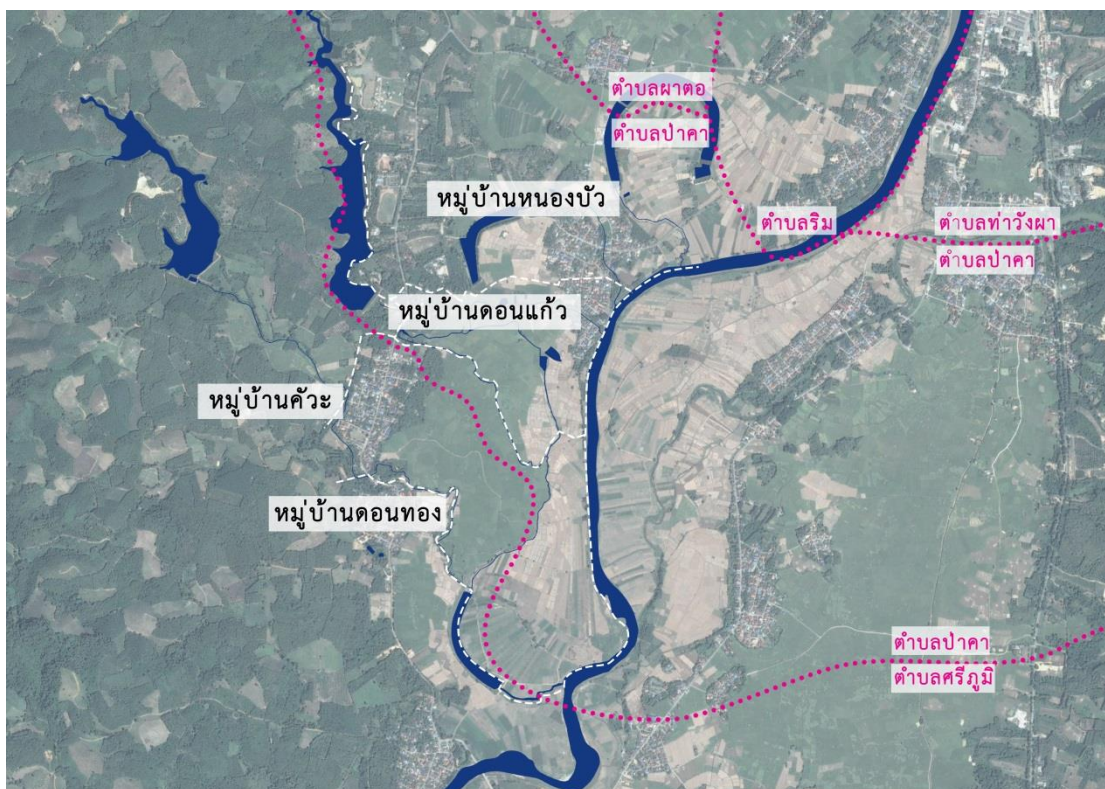 ตำบลผาตอ
ตำบลป่าคา
หมู่บ้านหนองบัว
ตำบลริม
ตำบลท่าวังผา
ตำบลป่าคา
หมู่บ้านดอนแก้ว
หมู่บ้านคัวะ
หมู่บ้านดอนทอง
ตำบลป่าคา
ตำบลศรีภูมิ